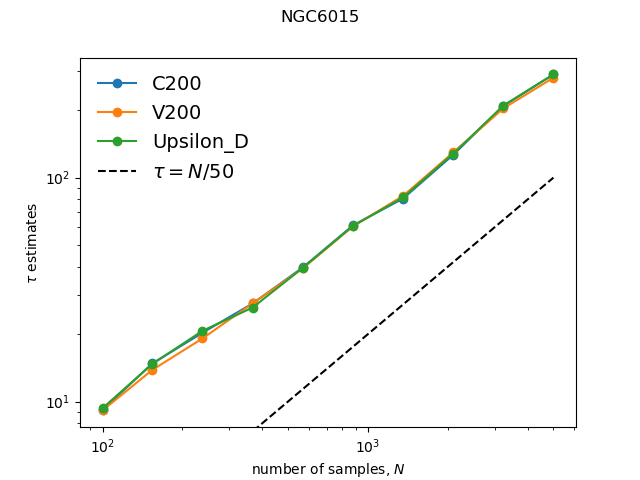 NGC6015
C200
V200
Upsilon_D
τ = N/50
10²
10¹
τ estimates
10² 10³
number of samples, N